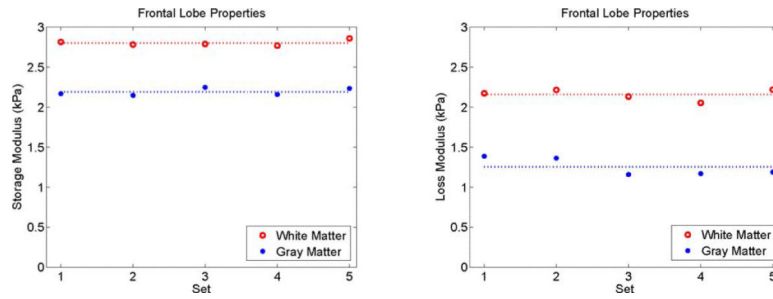 Frontal Lobe Properties
3
2.5
2
1.5
1
0.5
0
Storage Modulus (kPa)
White Matter
Gray Matter
1 2 3 4 5
Set
Frontal Lobe Properties
3
2.5
2
1.5
1
0.5
0
Loss Modulus (kPa)
White Matter
Gray Matter
1 2 3 4 5
Set